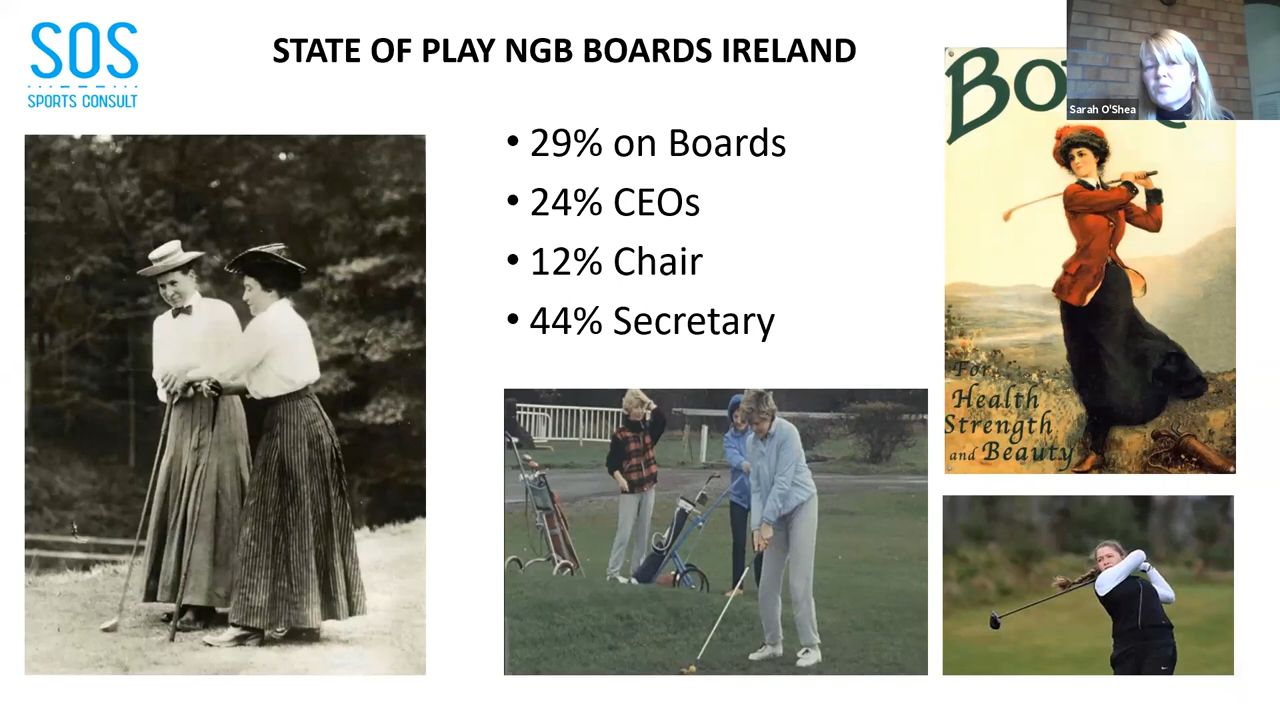 SOS
SPORTS CONSULT
STATE OF PLAY NGB BOARDS IRELAND
• 29% on Boards
• 24% CEOs
• 12% Chair
• 44% Secretary
Sarah O'Shea
For
Health
Strength
and Beauty